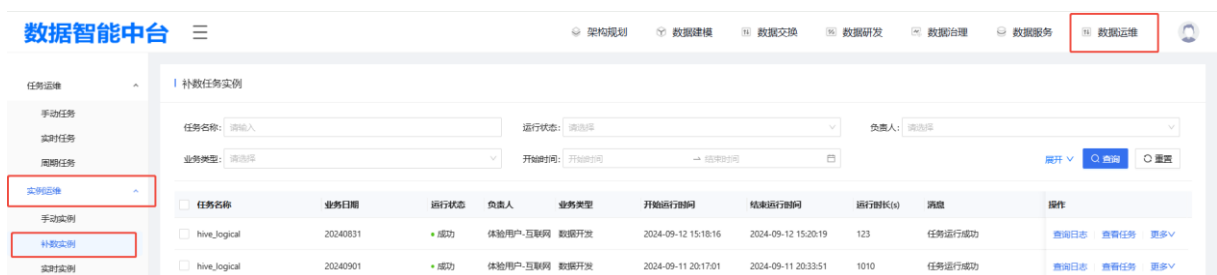 数据智能中台 架构规划 数据建模 数据交换 数据研发 数据治理 数据服务 数据运维
任务运维
手动任务
实时任务
周期任务
实例运维
手动实例
补数实例
实时实例
补数任务实例
任务名称: 请输入 运行状态: 请选择 负责人: 请选择
业务类型: 请选择 开始时间: 开始时间 → 结束时间 展开 查询 重置
任务名称 业务日期 运行状态 负责人 业务类型 开始运行时间 结束运行时间 运行时长(s) 消息 操作
hive_logical 20240831 成功 体验用户-互联网 数据开发 2024-09-12 15:18:16 2024-09-12 15:20:19 123 任务运行成功 查询日志 查看任务 更多
hive_logical 20240901 成功 体验用户-互联网 数据开发 2024-09-11 20:17:01 2024-09-11 20:33:51 1010 任务运行成功 查询日志 查看任务 更多